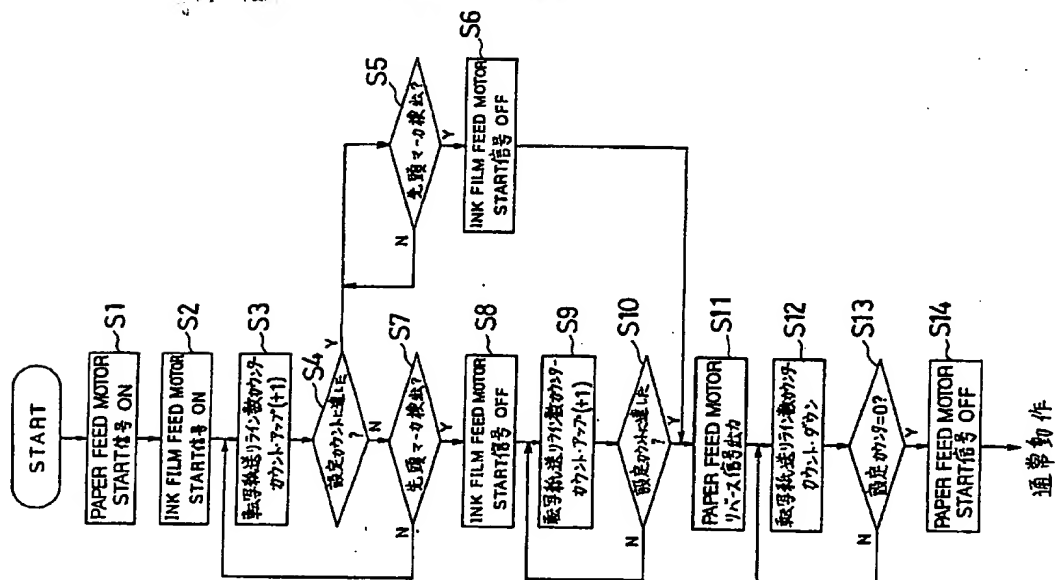 START
PAPER FEED MOTOR
START信号 ON
S1
INK FILM FEED MOTOR
START信号 ON
S2
転写紙送りライン数カウンター
カウント・アップ(+1)
S3
設定カウントに達した
?
S4
Y
N
先頭マーカ検出?
S5
N
Y
INK FILM FEED MOTOR
START信号 OFF
S6
先頭マーカ検出?
S7
N
Y
INK FILM FEED MOTOR
START信号 OFF
S8
転写紙送りライン数カウンター
カウント・アップ(+1)
S9
設定カウントに達した
?
S10
N
Y
PAPER FEED MOTOR
リバース信号出力
S11
転写紙送りライン数カウンター
カウント・ダウン
S12
設定カウンタ=0?
S13
N
Y
PAPER FEED MOTOR
START信号 OFF
S14
通常動作